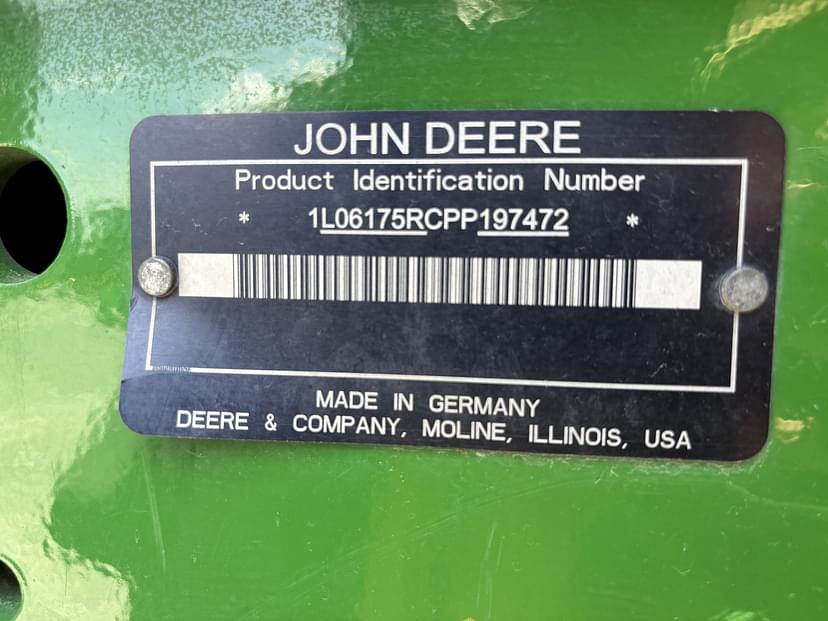 JOHN DEERE
Product Identification Number
* 1L06175RCPP197472 *
MADE IN GERMANY
DEERE & COMPANY, MOLINE, ILLINOIS, USA